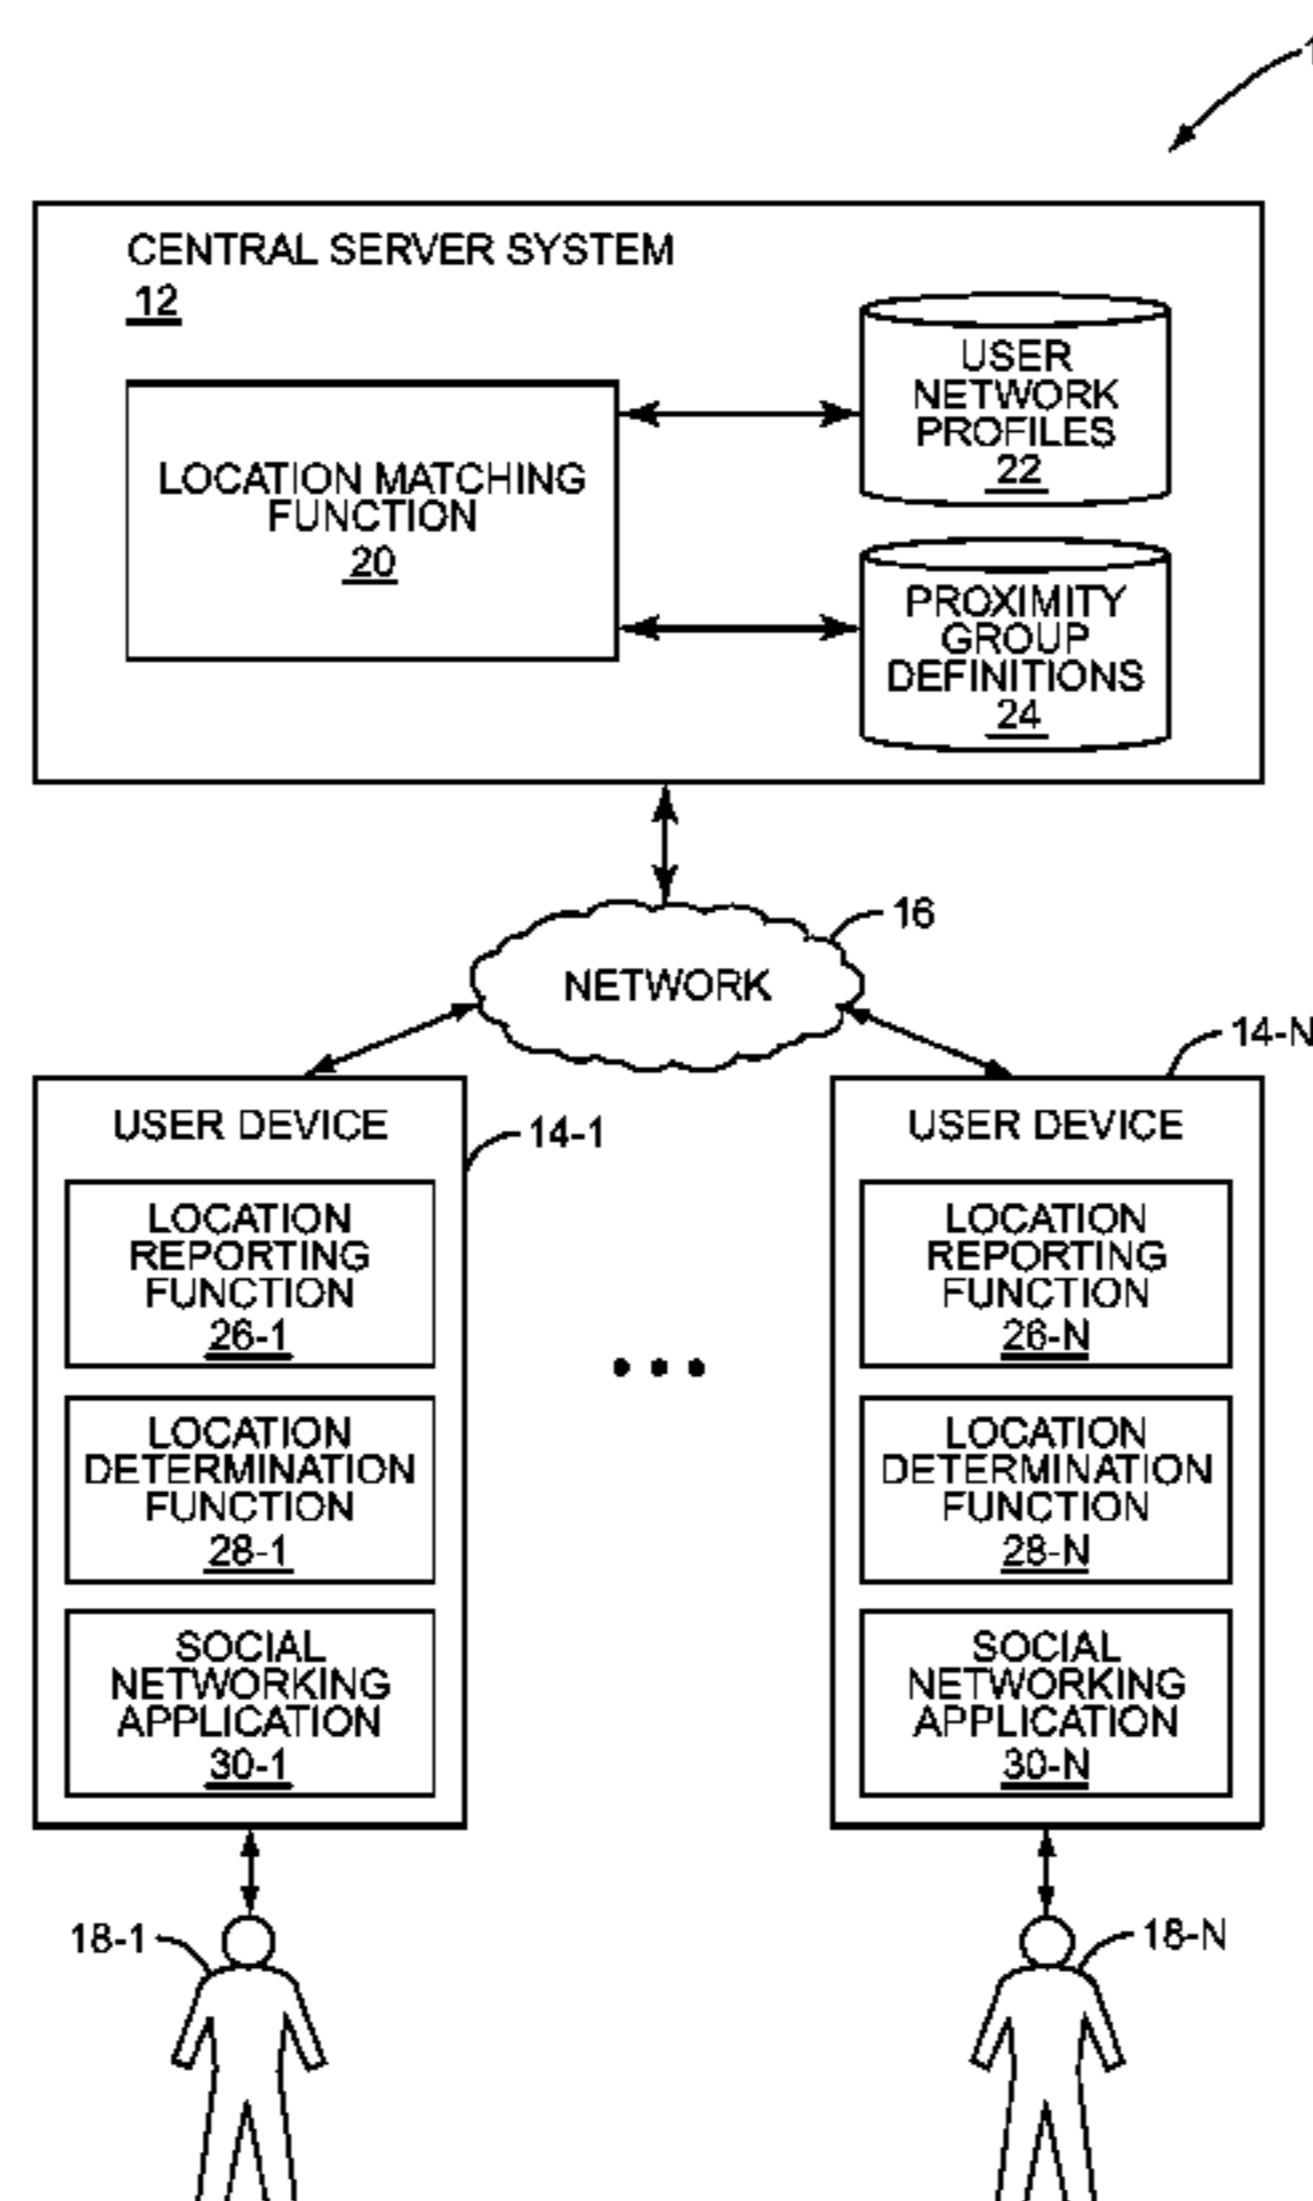 CENTRAL SERVER SYSTEM
12
LOCATION MATCHING
FUNCTION
20
USER
NETWORK
PROFILES
22
PROXIMITY
GROUP
DEFINITIONS
24
16
NETWORK
14-N
USER DEVICE
14-1
LOCATION
REPORTING
FUNCTION
26-1
LOCATION
DETERMINATION
FUNCTION
28-1
SOCIAL
NETWORKING
APPLICATION
30-1
USER DEVICE
LOCATION
REPORTING
FUNCTION
26-N
LOCATION
DETERMINATION
FUNCTION
28-N
SOCIAL
NETWORKING
APPLICATION
30-N
18-1
18-N